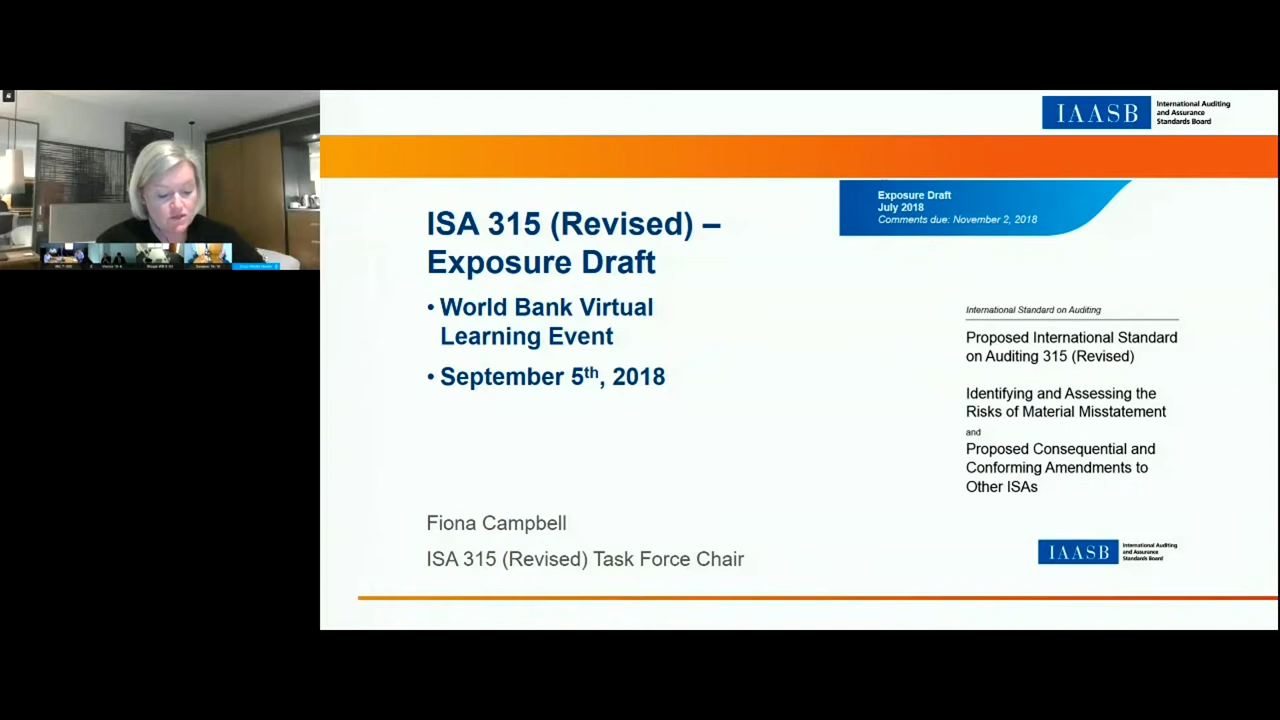 IAASB
International Auditing
and Assurance
Standards Board
Exposure Draft
July 2018
Comments due: November 2, 2018
ISA 315 (Revised) –
Exposure Draft
• World Bank Virtual
Learning Event
• September 5th, 2018
International Standard on Auditing
Proposed International Standard
on Auditing 315 (Revised)
Identifying and Assessing the
Risks of Material Misstatement
and
Proposed Consequential and
Conforming Amendments to
Other ISAs
Fiona Campbell
ISA 315 (Revised) Task Force Chair
IAASB
International Auditing
and Assurance
Standards Board